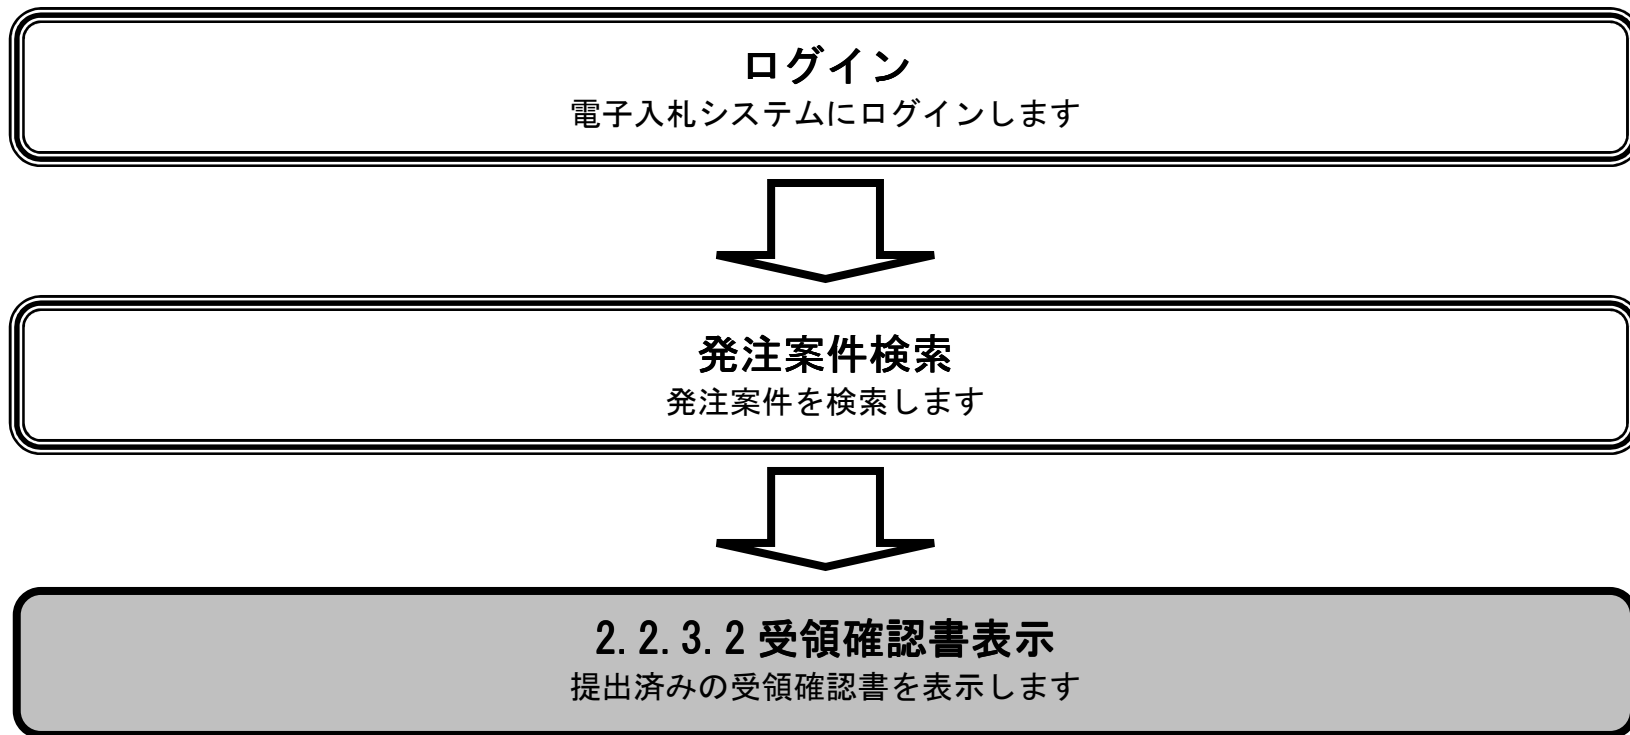 ログイン
電子入札システムにログインします
発注案件検索
発注案件を検索します
2.2.3.2 受領確認書表示
提出済みの受領確認書を表示します